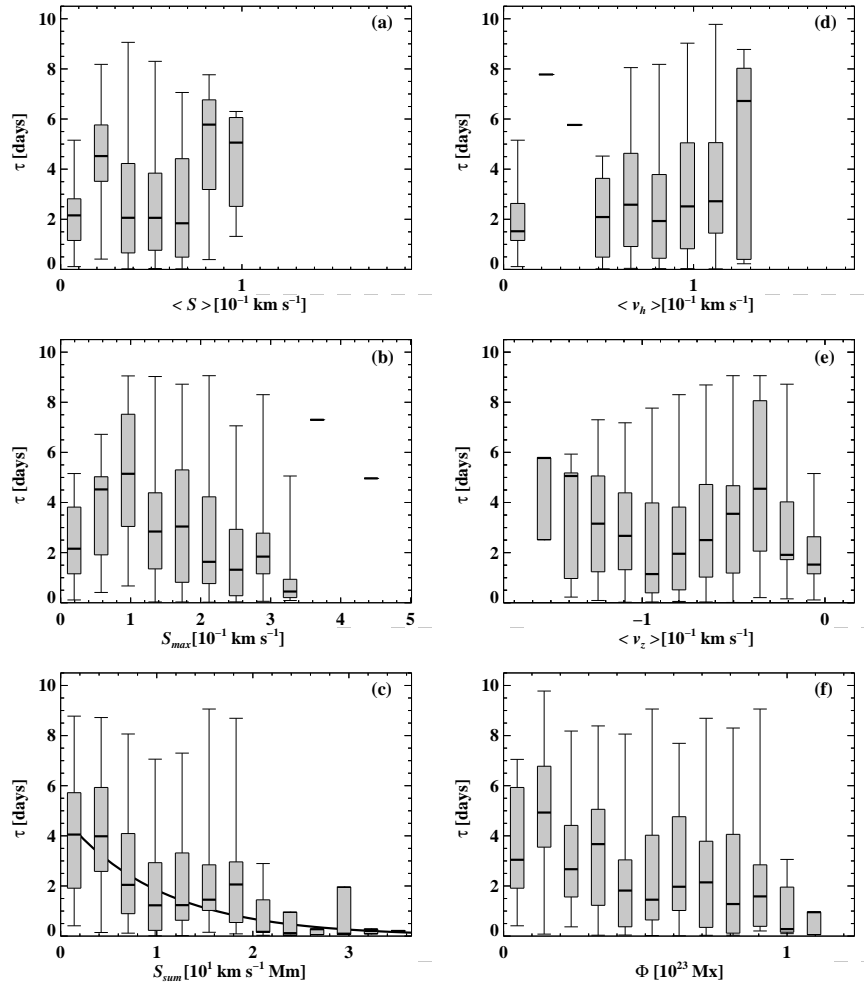 (a)
10
8
6
4
2
0
τ [days]
0 1
< S >[10⁻¹ km s⁻¹]
(d)
10
8
6
4
2
0
τ [days]
1
< v_h >[10⁻¹ km s⁻¹]
(b)
10
8
6
4
2
0
τ [days]
0 1 2 3 4 5
S_max[10⁻¹ km s⁻¹]
(e)
10
8
6
4
2
0
τ [days]
−1 0
< v_z >[10⁻¹ km s⁻¹]
(c)
10
8
6
4
2
0
τ [days]
0 1 2 3
S_sum[10¹ km s⁻¹ Mm]
(f)
10
8
6
4
2
0
τ [days]
0 1
Φ [10²³ Mx]